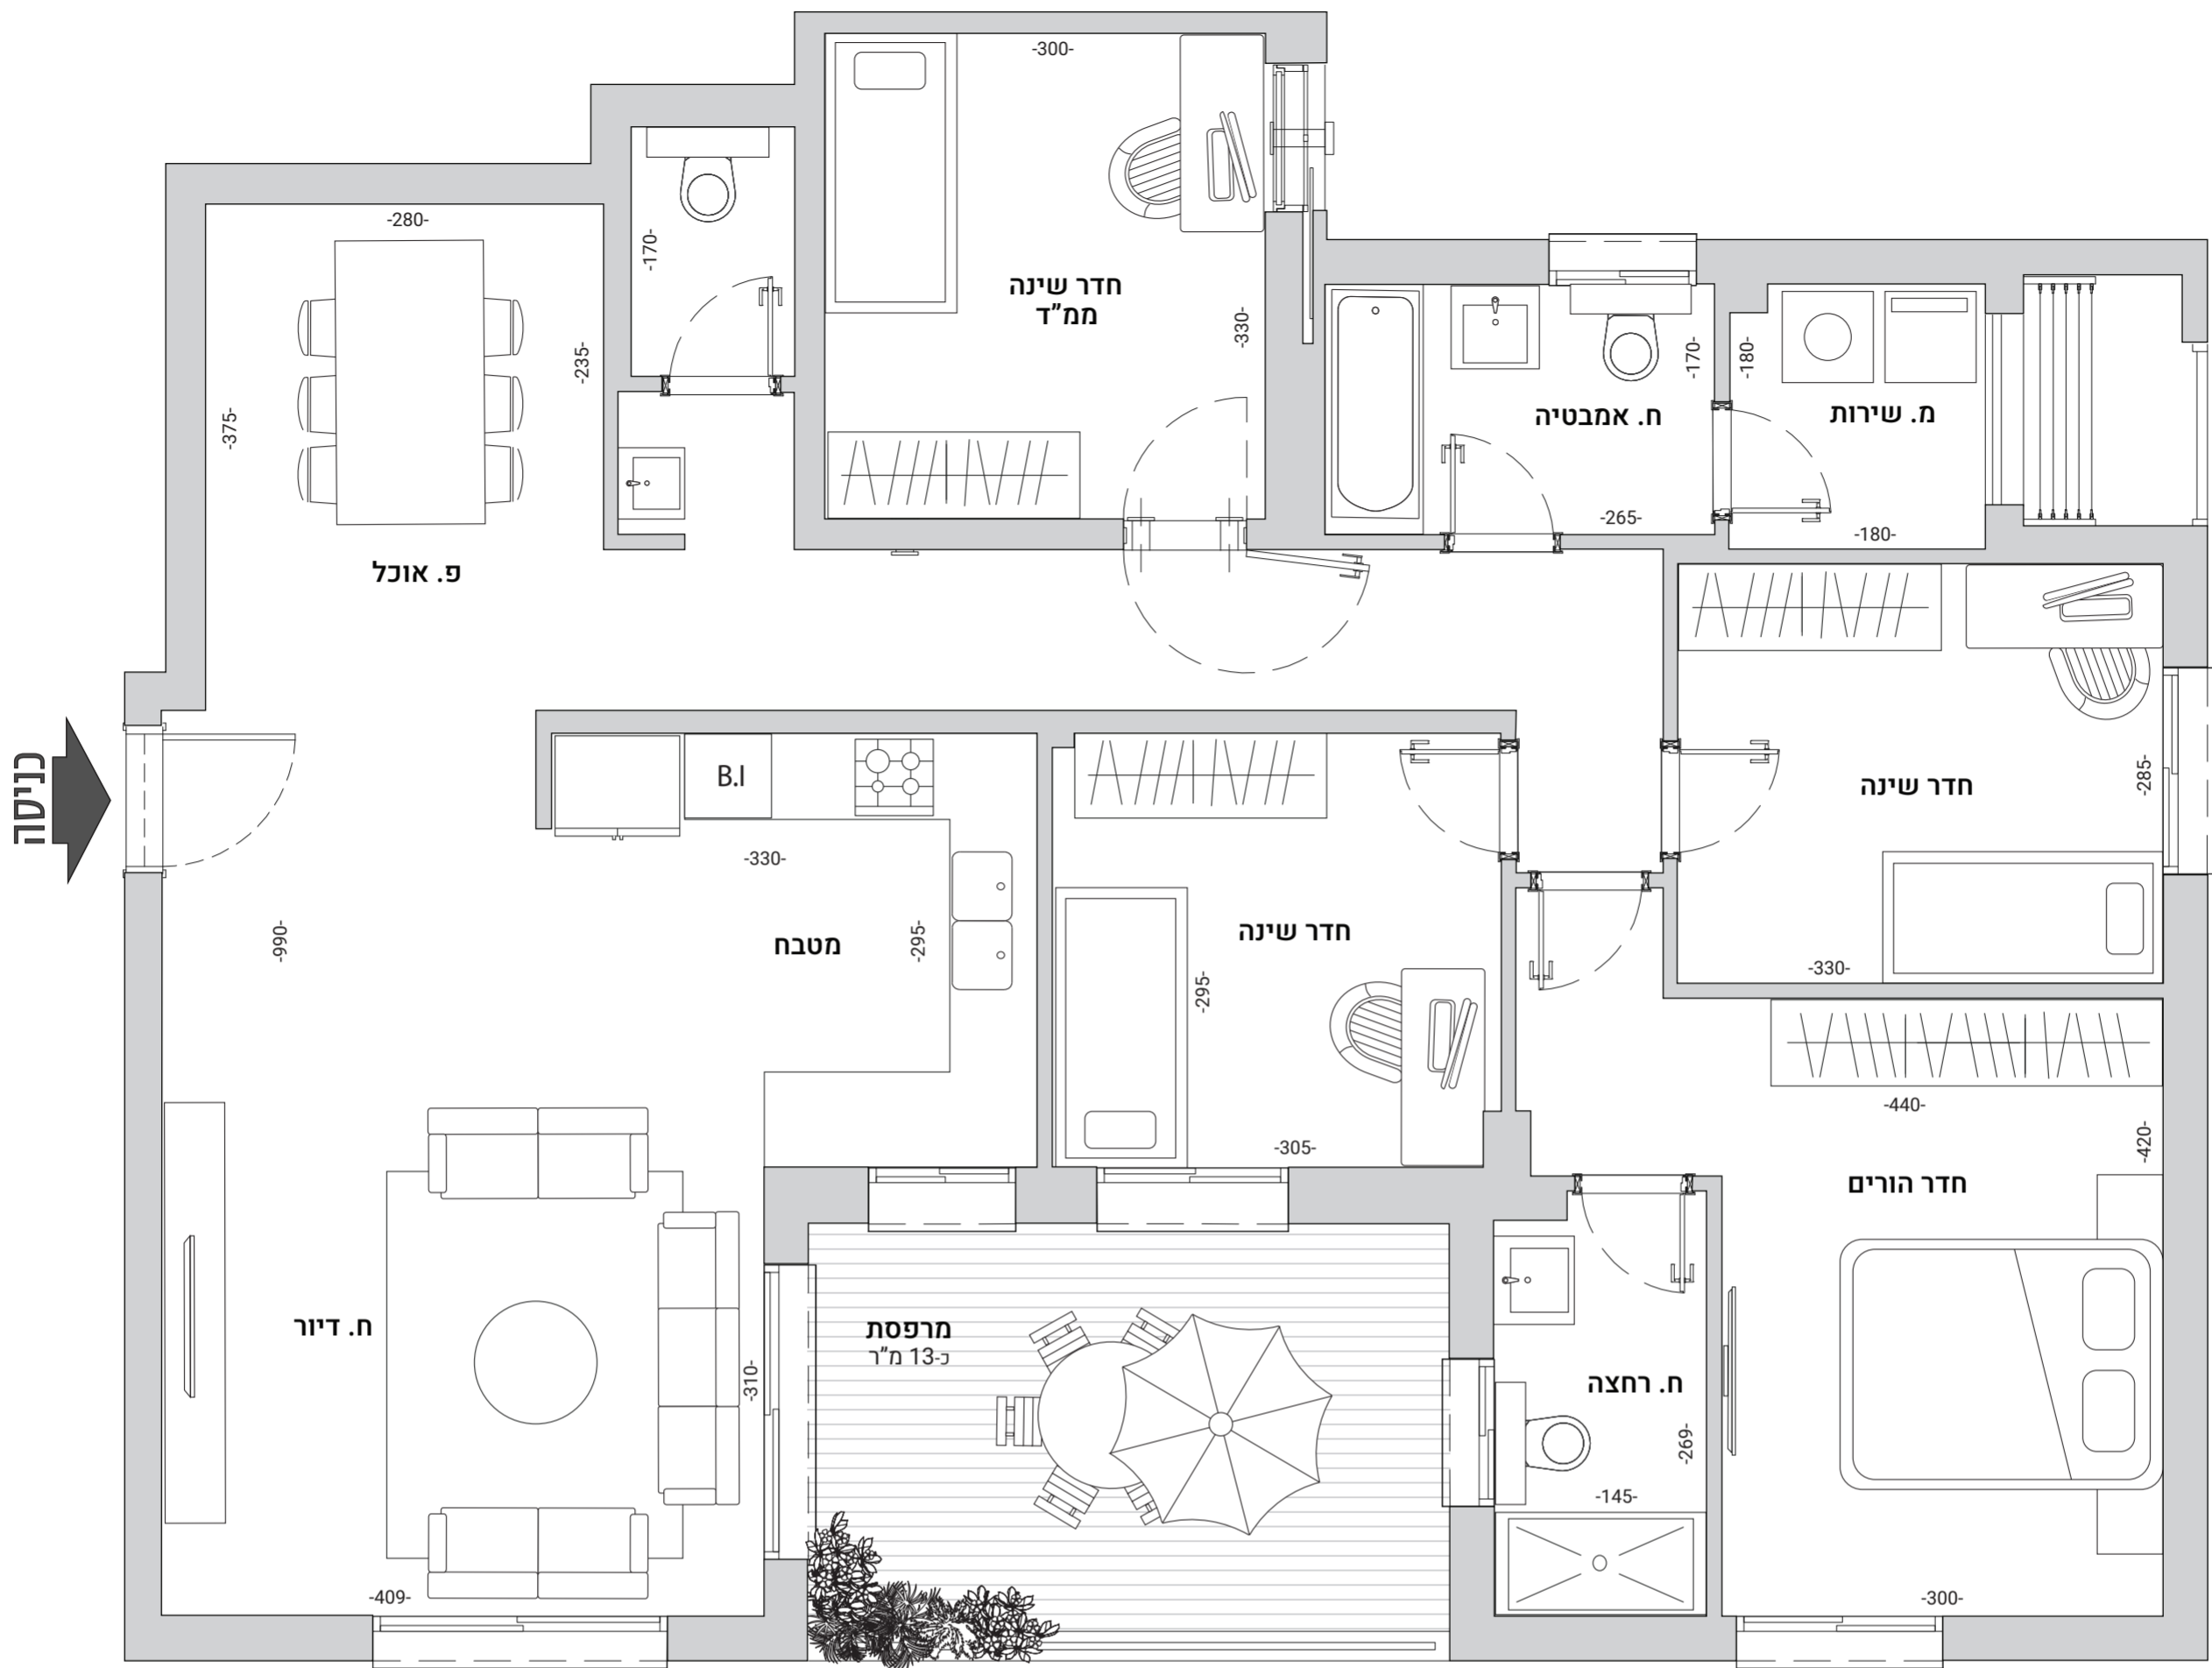 -300-
-280-
-170-
חדר שינה
ממ"ד
-330-
-235-
-375-
-170-
-180-
ח. אמבטיה
מ. שירות
-265-
-180-
פ. אוכל
כניסה
B.I
-330-
חדר שינה
-285-
-990-
מטבח
-295-
חדר שינה
-295-
-330-
-440-
-305-
-420-
חדר הורים
ח. דיור
מרפסת
כ-13 מ"ר
-310-
ח. רחצה
-269-
-145-
-409-
-300-